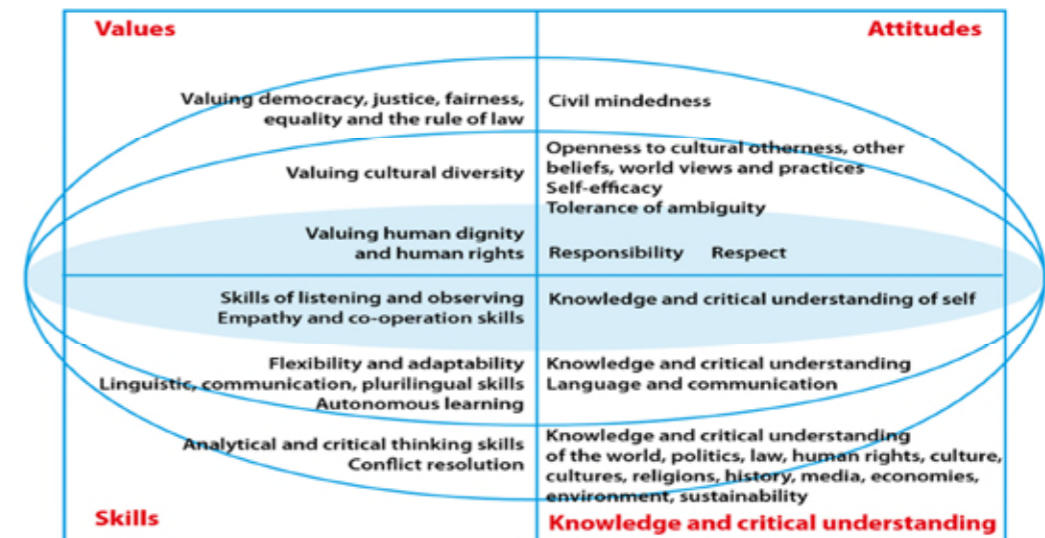 Values
Attitudes
Valuing democracy, justice, fairness,
equality and the rule of law
Civil mindedness
Valuing cultural diversity
Openness to cultural otherness, other
beliefs, world views and practices
Self-efficacy
Tolerance of ambiguity
Valuing human dignity
and human rights
Responsibility Respect
Skills of listening and observing
Empathy and co-operation skills
Knowledge and critical understanding of self
Flexibility and adaptability
Linguistic, communication, plurilingual skills
Autonomous learning
Knowledge and critical understanding
Language and communication
Analytical and critical thinking skills
Conflict resolution
Knowledge and critical understanding
of the world, politics, law, human rights, culture,
cultures, religions, history, media, economies,
environment, sustainability
Skills
Knowledge and critical understanding